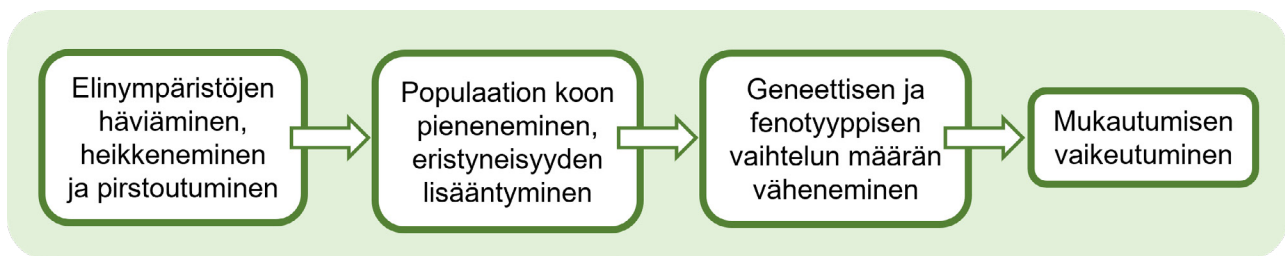 Elinympäristöjen
häviäminen,
heikkeneminen
ja pirstoutuminen
Populaation koon
pieneneminen,
eristyneisyyden
lisääntyminen
Geneettisen ja
fenotyyppisen
vaihtelun määrän
väheneminen
Mukautumisen
vaikeutuminen